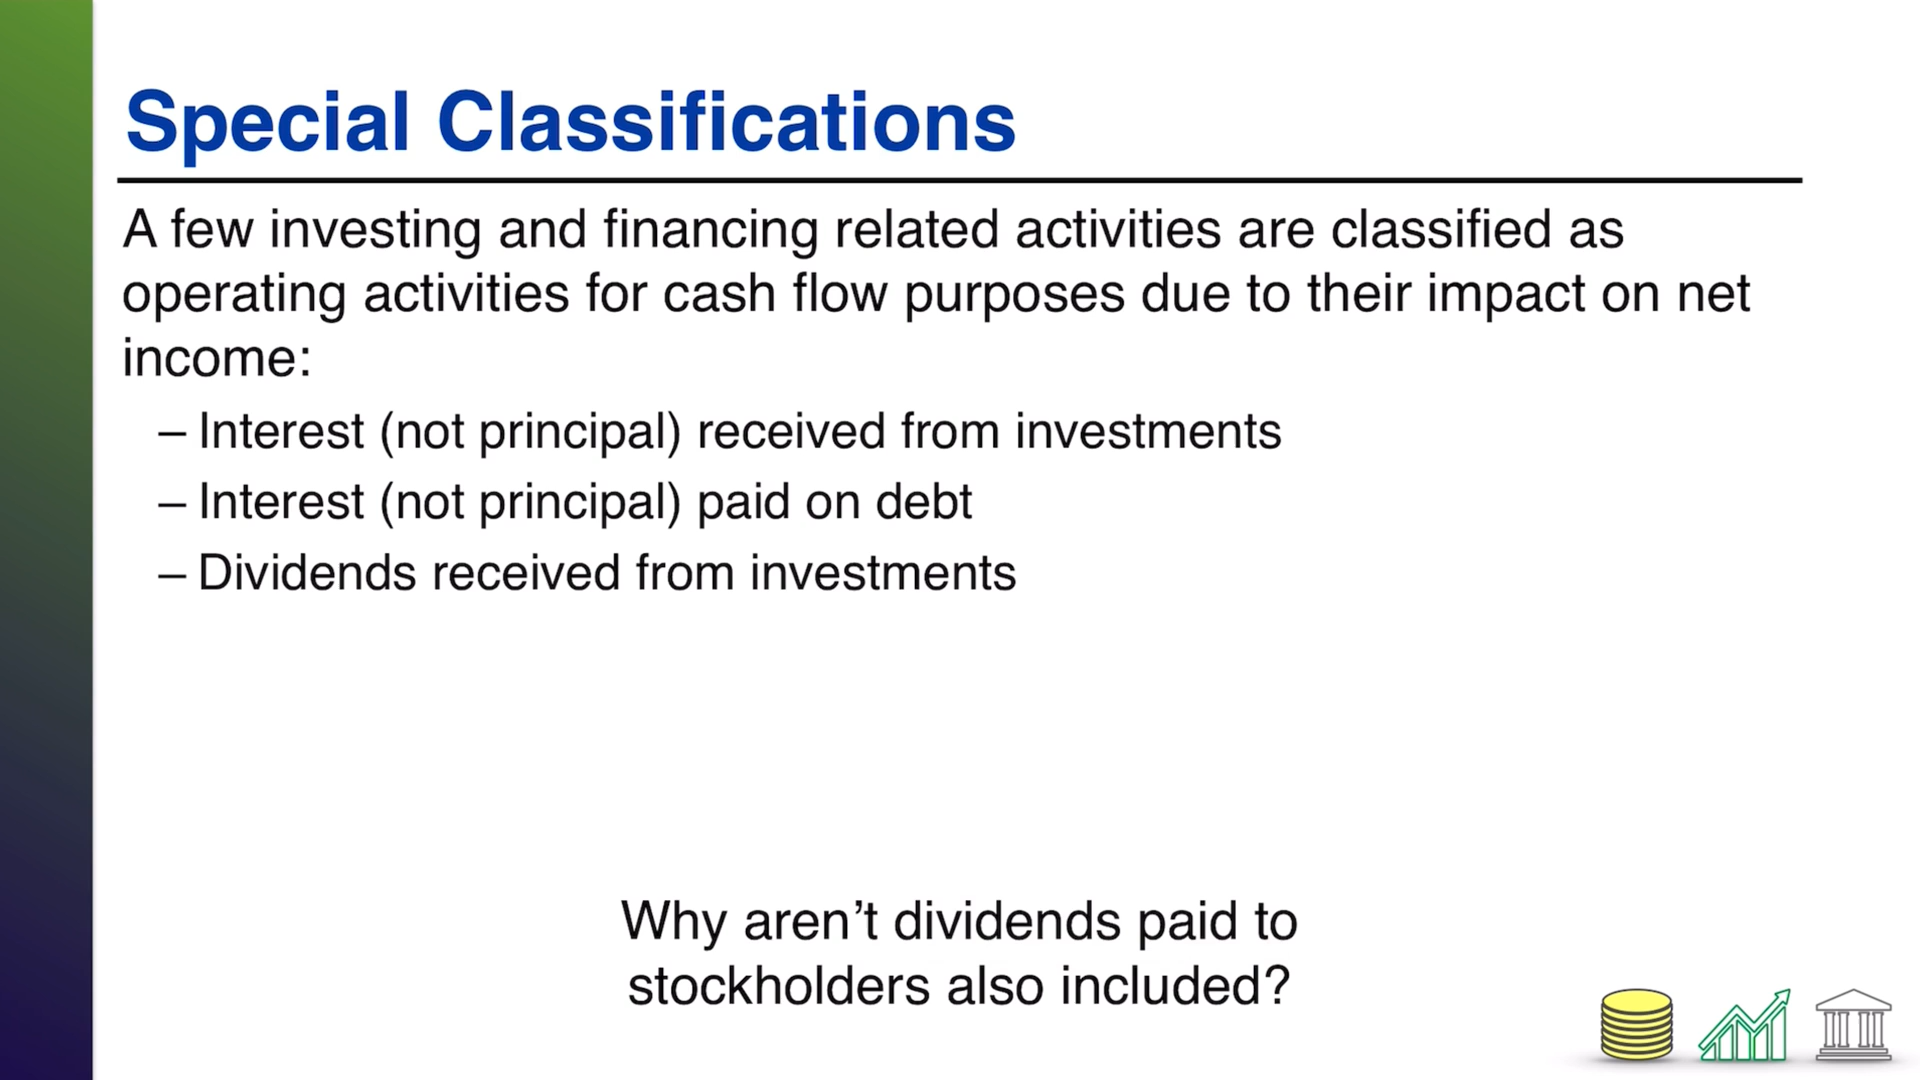 Special Classifications
A few investing and financing related activities are classified as
operating activities for cash flow purposes due to their impact on net
income:
– Interest (not principal) received from investments
– Interest (not principal) paid on debt
– Dividends received from investments
Why aren’t dividends paid to
stockholders also included?